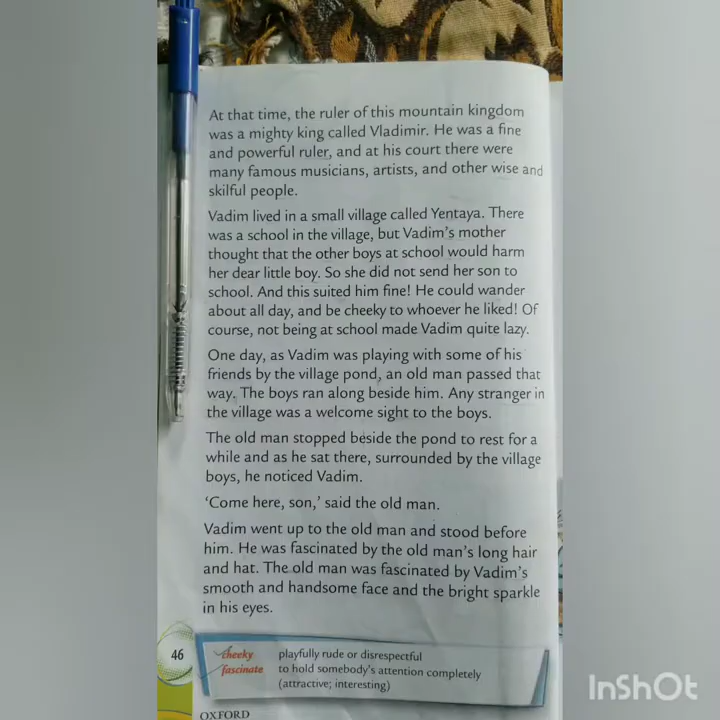 At that time, the ruler of this mountain kingdom
was a mighty king called Vladimir. He was a fine
and powerful ruler, and at his court there were
many famous musicians, artists, and other wise and
skilful people.
Vadim lived in a small village called Yentaya. There
was a school in the village, but Vadim's mother
thought that the other boys at school would harm
her dear little boy. So she did not send her son to
school. And this suited him fine! He could wander
about all day, and be cheeky to whoever he liked! Of
course, not being at school made Vadim quite lazy.
One day, as Vadim was playing with some of his
friends by the village pond, an old man passed that
way. The boys ran along beside him. Any stranger in
the village was a welcome sight to the boys.
The old man stopped beside the pond to rest for a
while and as he sat there, surrounded by the village
boys, he noticed Vadim.
'Come here, son,' said the old man.
Vadim went up to the old man and stood before
him. He was fascinated by the old man's long hair
and hat. The old man was fascinated by Vadim's
smooth and handsome face and the bright sparkle
in his eyes.
46
cheeky playfully rude or disrespectful
fascinate to hold somebody's attention completely
(attractive; interesting)
OXFORD
InShOt